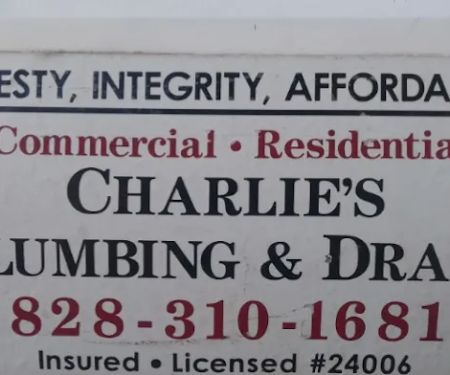 ESTY, INTEGRITY, AFFORDA
Commercial • Residentia
CHARLIE'S
LUMBING & DRA
828-310-1681
Insured • Licensed #24006